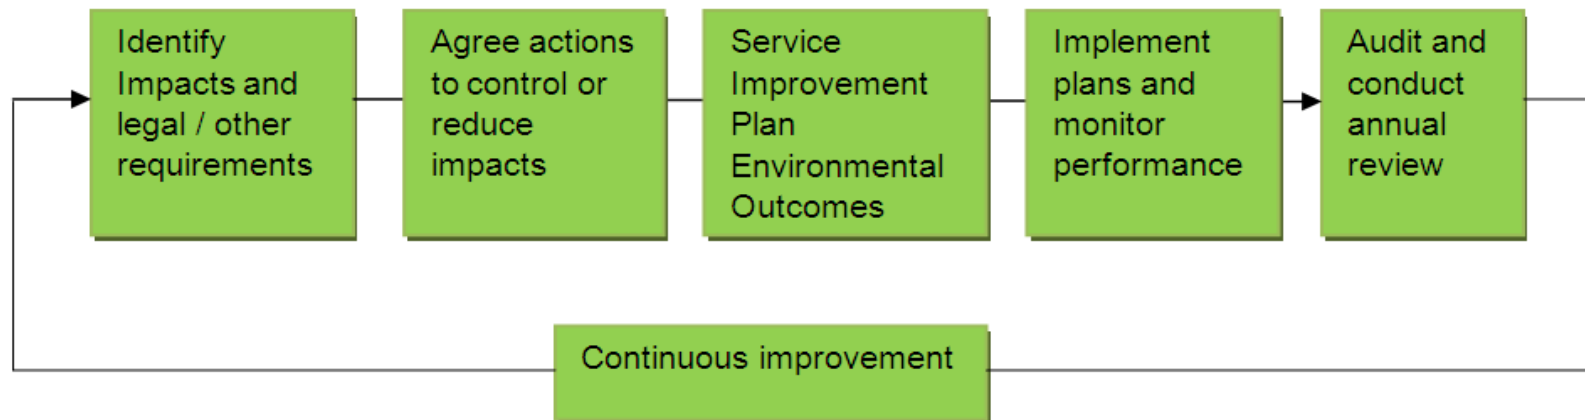 Identify
Impacts and
legal / other
requirements
Agree actions
to control or
reduce
impacts
Service
Improvement
Plan
Environmental
Outcomes
Implement
plans and
monitor
performance
Audit and
conduct
annual
review
Continuous improvement